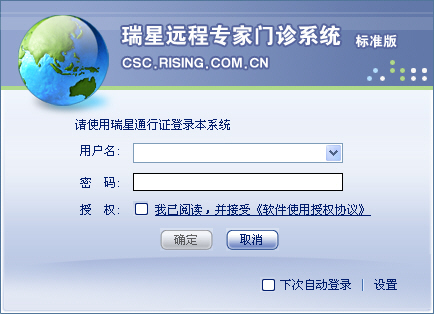 瑞星远程专家门诊系统 标准版
CSC.RISING.COM.CN
请使用瑞星通行证登录本系统
用户名：
密　码：
授　权： 我已阅读，并接受《软件使用授权协议》
确定 取消
下次自动登录 | 设置